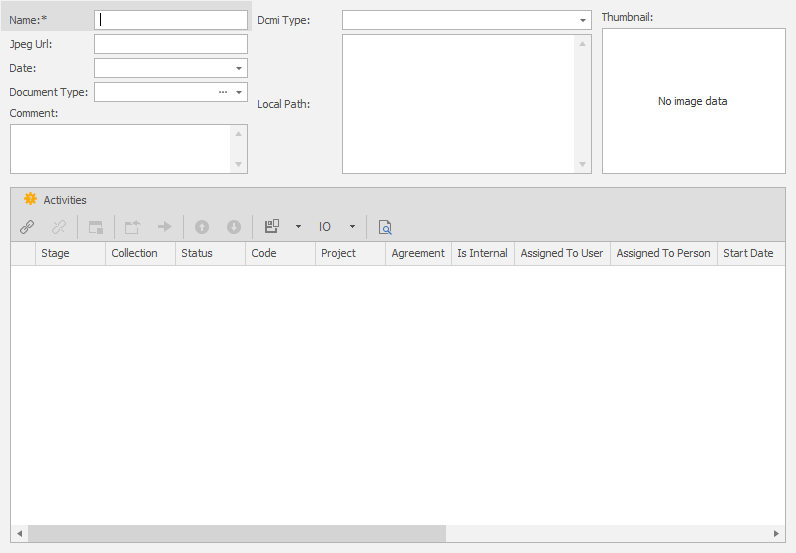 Name:*
Dcmi Type:
Thumbnail:
Jpeg Url:
Date:
Document Type:
Local Path:
No image data
Comment:
Activities
IO
Stage Collection Status Code Project Agreement Is Internal Assigned To User Assigned To Person Start Date